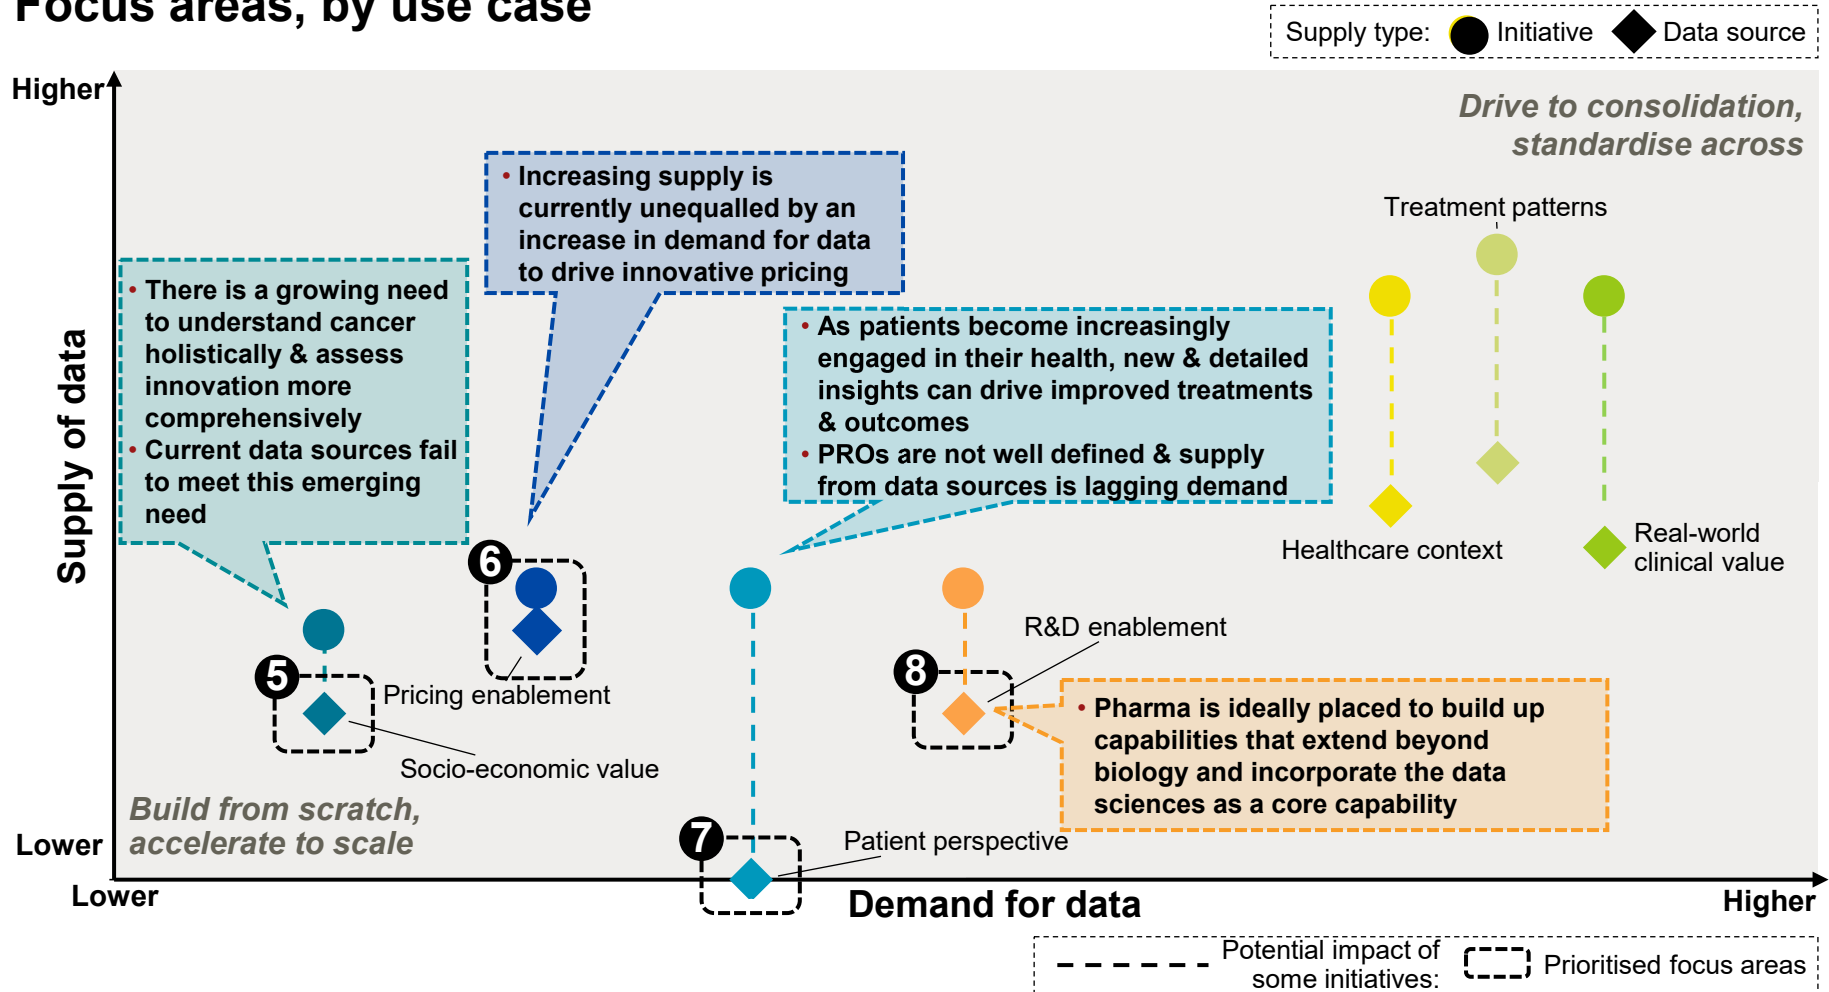 Focus areas, by use case
Supply type: Initiative Data source
Higher
Drive to consolidation,
standardise across
• Increasing supply is
currently unequalled by an
increase in demand for data
to drive innovative pricing
Treatment patterns
• There is a growing need
to understand cancer
holistically & assess
innovation more
comprehensively
• Current data sources fail
to meet this emerging
need
• As patients become increasingly
engaged in their health, new & detailed
insights can drive improved treatments
& outcomes
• PROs are not well defined & supply
from data sources is lagging demand
Supply of data
Healthcare context
Real-world
clinical value
6
5
Pricing enablement
Socio-economic value
R&D enablement
8
• Pharma is ideally placed to build up
capabilities that extend beyond
biology and incorporate the data
sciences as a core capability
Build from scratch,
accelerate to scale
7
Patient perspective
Lower
Lower
Demand for data
Higher
Potential impact of
some initiatives:
Prioritised focus areas